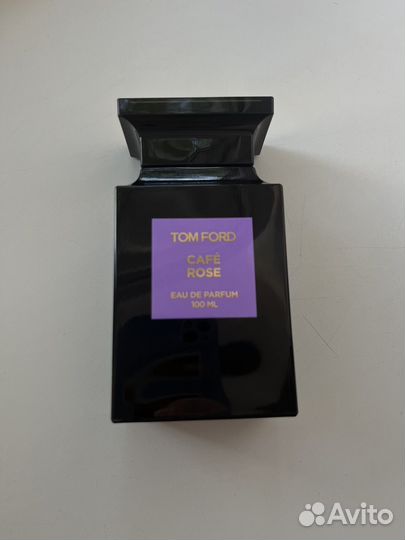 TOM FORD
CAFÉ
ROSE
EAU DE PARFUM
100 ML
Avito